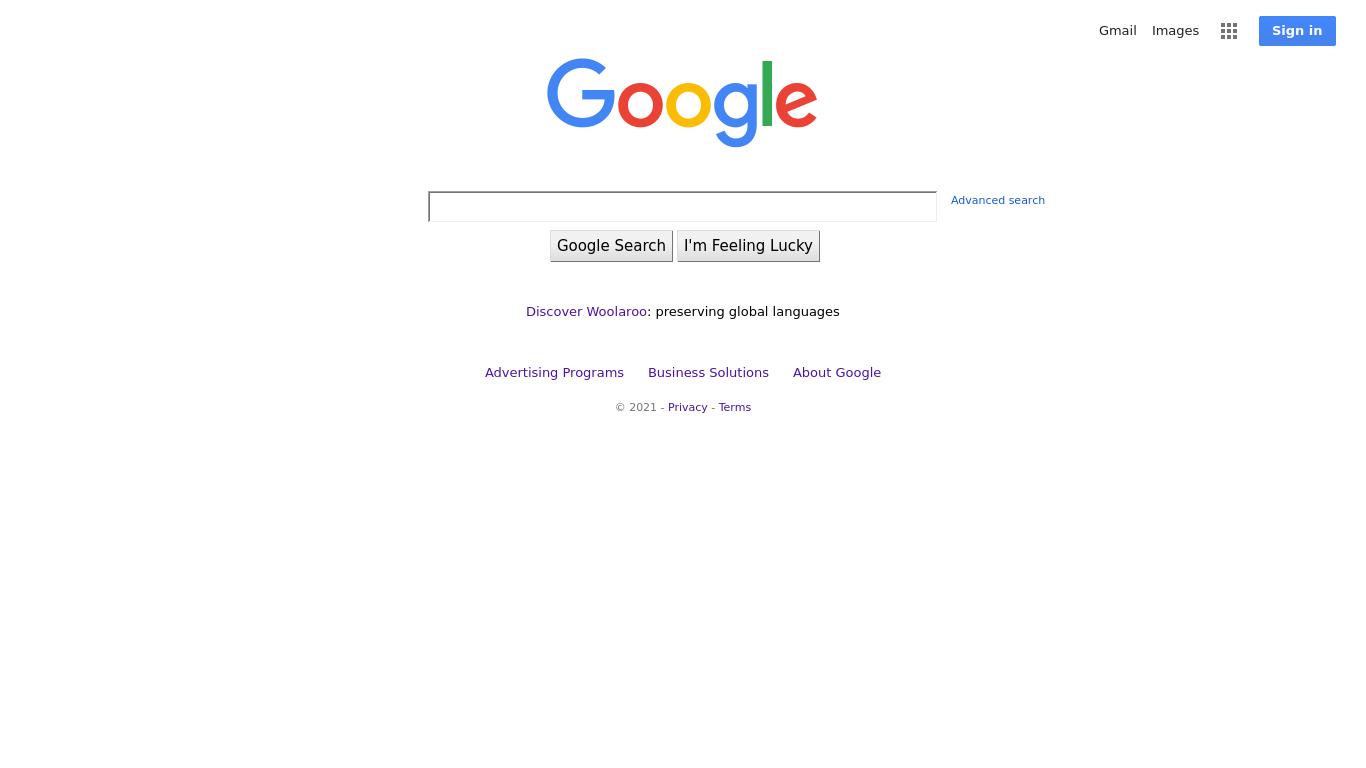 Gmail Images Sign in
Google
Advanced search
Google Search I'm Feeling Lucky
Discover Woolaroo: preserving global languages
Advertising Programs Business Solutions About Google
© 2021 - Privacy - Terms